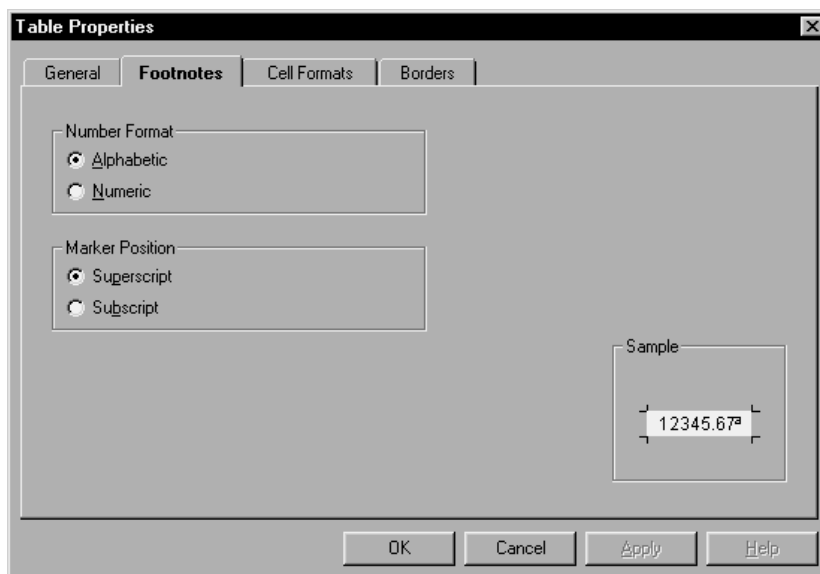 Table Properties
General Footnotes Cell Formats Borders
Number Format
Alphabetic
Numeric
Marker Position
Superscript
Subscript
Sample
12345.67ª
OK Cancel Apply Help